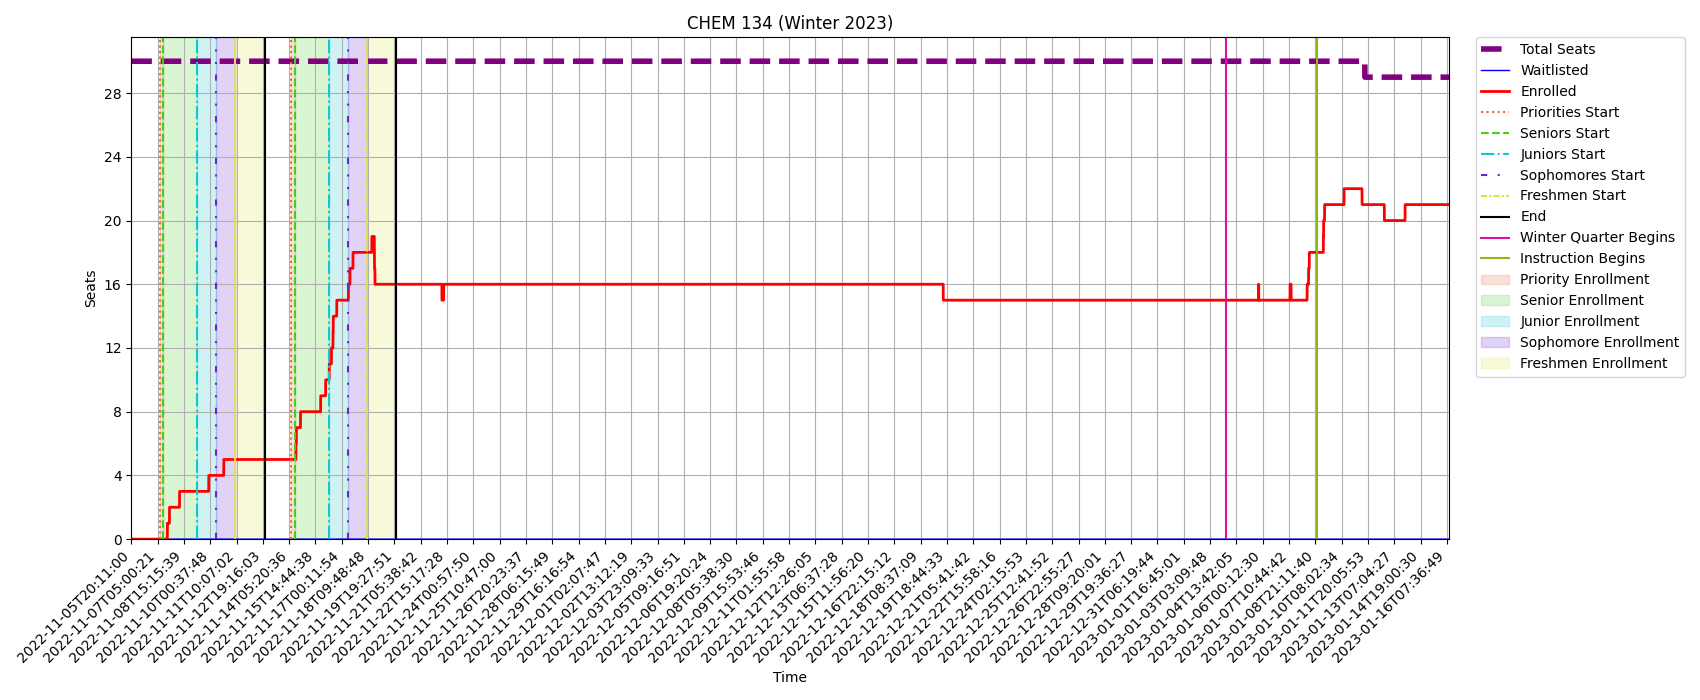 CHEM 134 (Winter 2023)
Seats
28
24
20
16
12
8
4
0
2022-11-05T20:11:00
2022-11-07T05:00:21
2022-11-08T15:15:39
2022-11-10T00:37:48
2022-11-11T10:07:02
2022-11-12T19:16:03
2022-11-14T05:20:36
2022-11-15T14:44:38
2022-11-17T00:11:54
2022-11-18T09:48:48
2022-11-19T19:27:51
2022-11-21T05:38:42
2022-11-22T15:17:28
2022-11-24T00:57:50
2022-11-25T10:47:00
2022-11-26T20:23:37
2022-11-28T06:15:49
2022-11-29T16:16:54
2022-12-01T02:07:47
2022-12-02T13:12:19
2022-12-03T23:09:33
2022-12-05T09:16:51
2022-12-06T19:20:24
2022-12-08T05:38:30
2022-12-09T15:53:46
2022-12-11T01:55:58
2022-12-12T12:26:05
2022-12-13T06:37:28
2022-12-15T11:56:20
2022-12-16T22:15:12
2022-12-18T08:37:09
2022-12-19T18:44:33
2022-12-21T05:41:42
2022-12-22T15:58:16
2022-12-24T02:15:53
2022-12-25T12:41:52
2022-12-26T22:55:27
2022-12-28T09:20:01
2022-12-29T19:36:27
2022-12-31T06:19:44
2023-01-01T16:45:01
2023-01-03T03:09:48
2023-01-04T13:42:05
2023-01-06T00:12:30
2023-01-07T10:44:42
2023-01-08T21:11:40
2023-01-10T08:02:34
2023-01-11T20:05:53
2023-01-13T07:04:27
2023-01-14T19:00:30
2023-01-16T07:36:49
Time
Total Seats
Waitlisted
Enrolled
Priorities Start
Seniors Start
Juniors Start
Sophomores Start
Freshmen Start
End
Winter Quarter Begins
Instruction Begins
Priority Enrollment
Senior Enrollment
Junior Enrollment
Sophomore Enrollment
Freshmen Enrollment